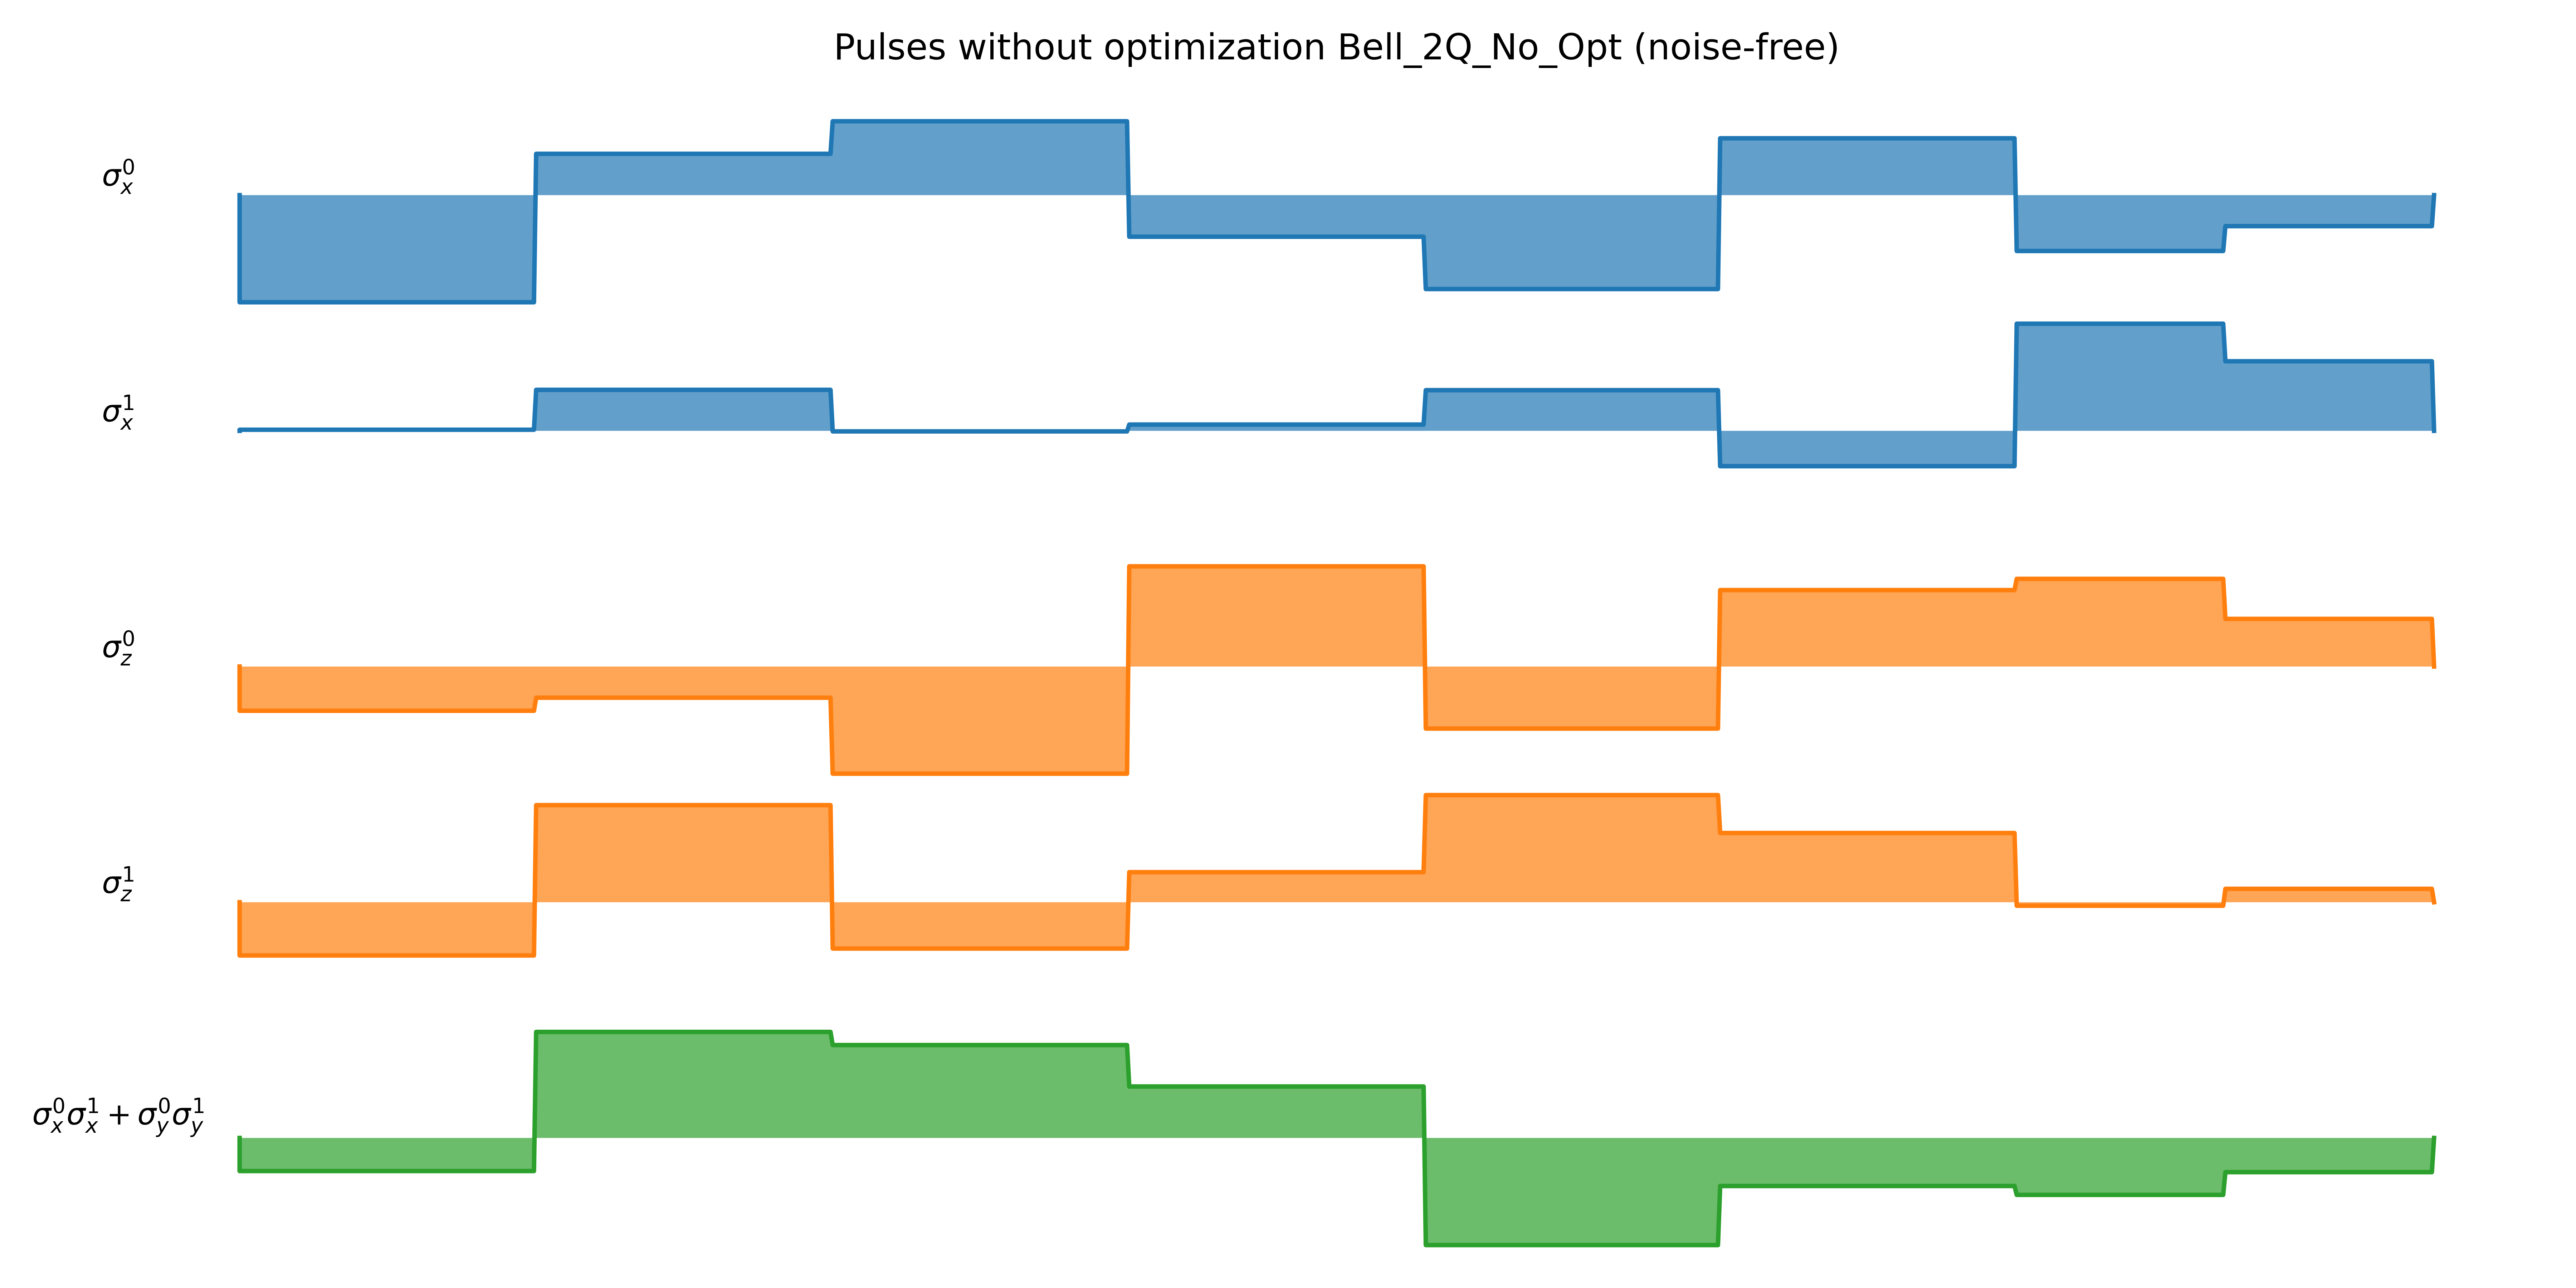 Pulses without optimization Bell_2Q_No_Opt (noise-free)
σ_x^0
σ_x^1
σ_z^0
σ_z^1
σ_x^0σ_x^1 + σ_y^0σ_y^1